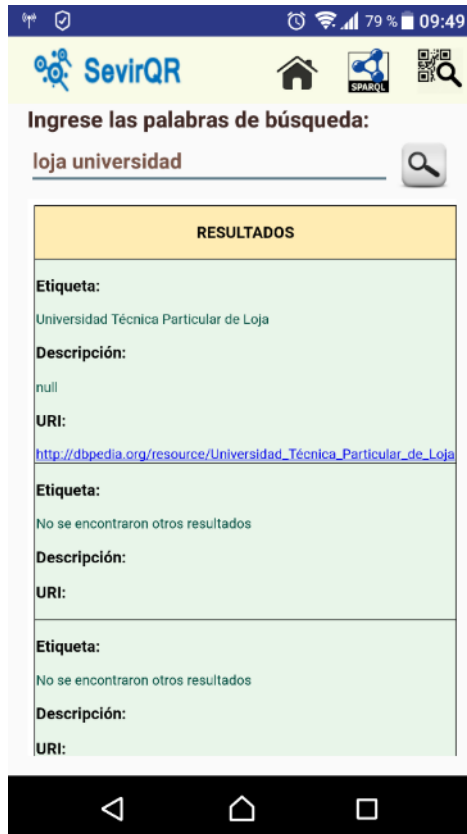 79 % 09:49
SevirQR
SPARQL
Ingrese las palabras de búsqueda:
loja universidad
RESULTADOS
Etiqueta:
Universidad Técnica Particular de Loja
Descripción:
null
URI:
http://dbpedia.org/resource/Universidad_Técnica_Particular_de_Loja
Etiqueta:
No se encontraron otros resultados
Descripción:
URI:
Etiqueta:
No se encontraron otros resultados
Descripción:
URI: